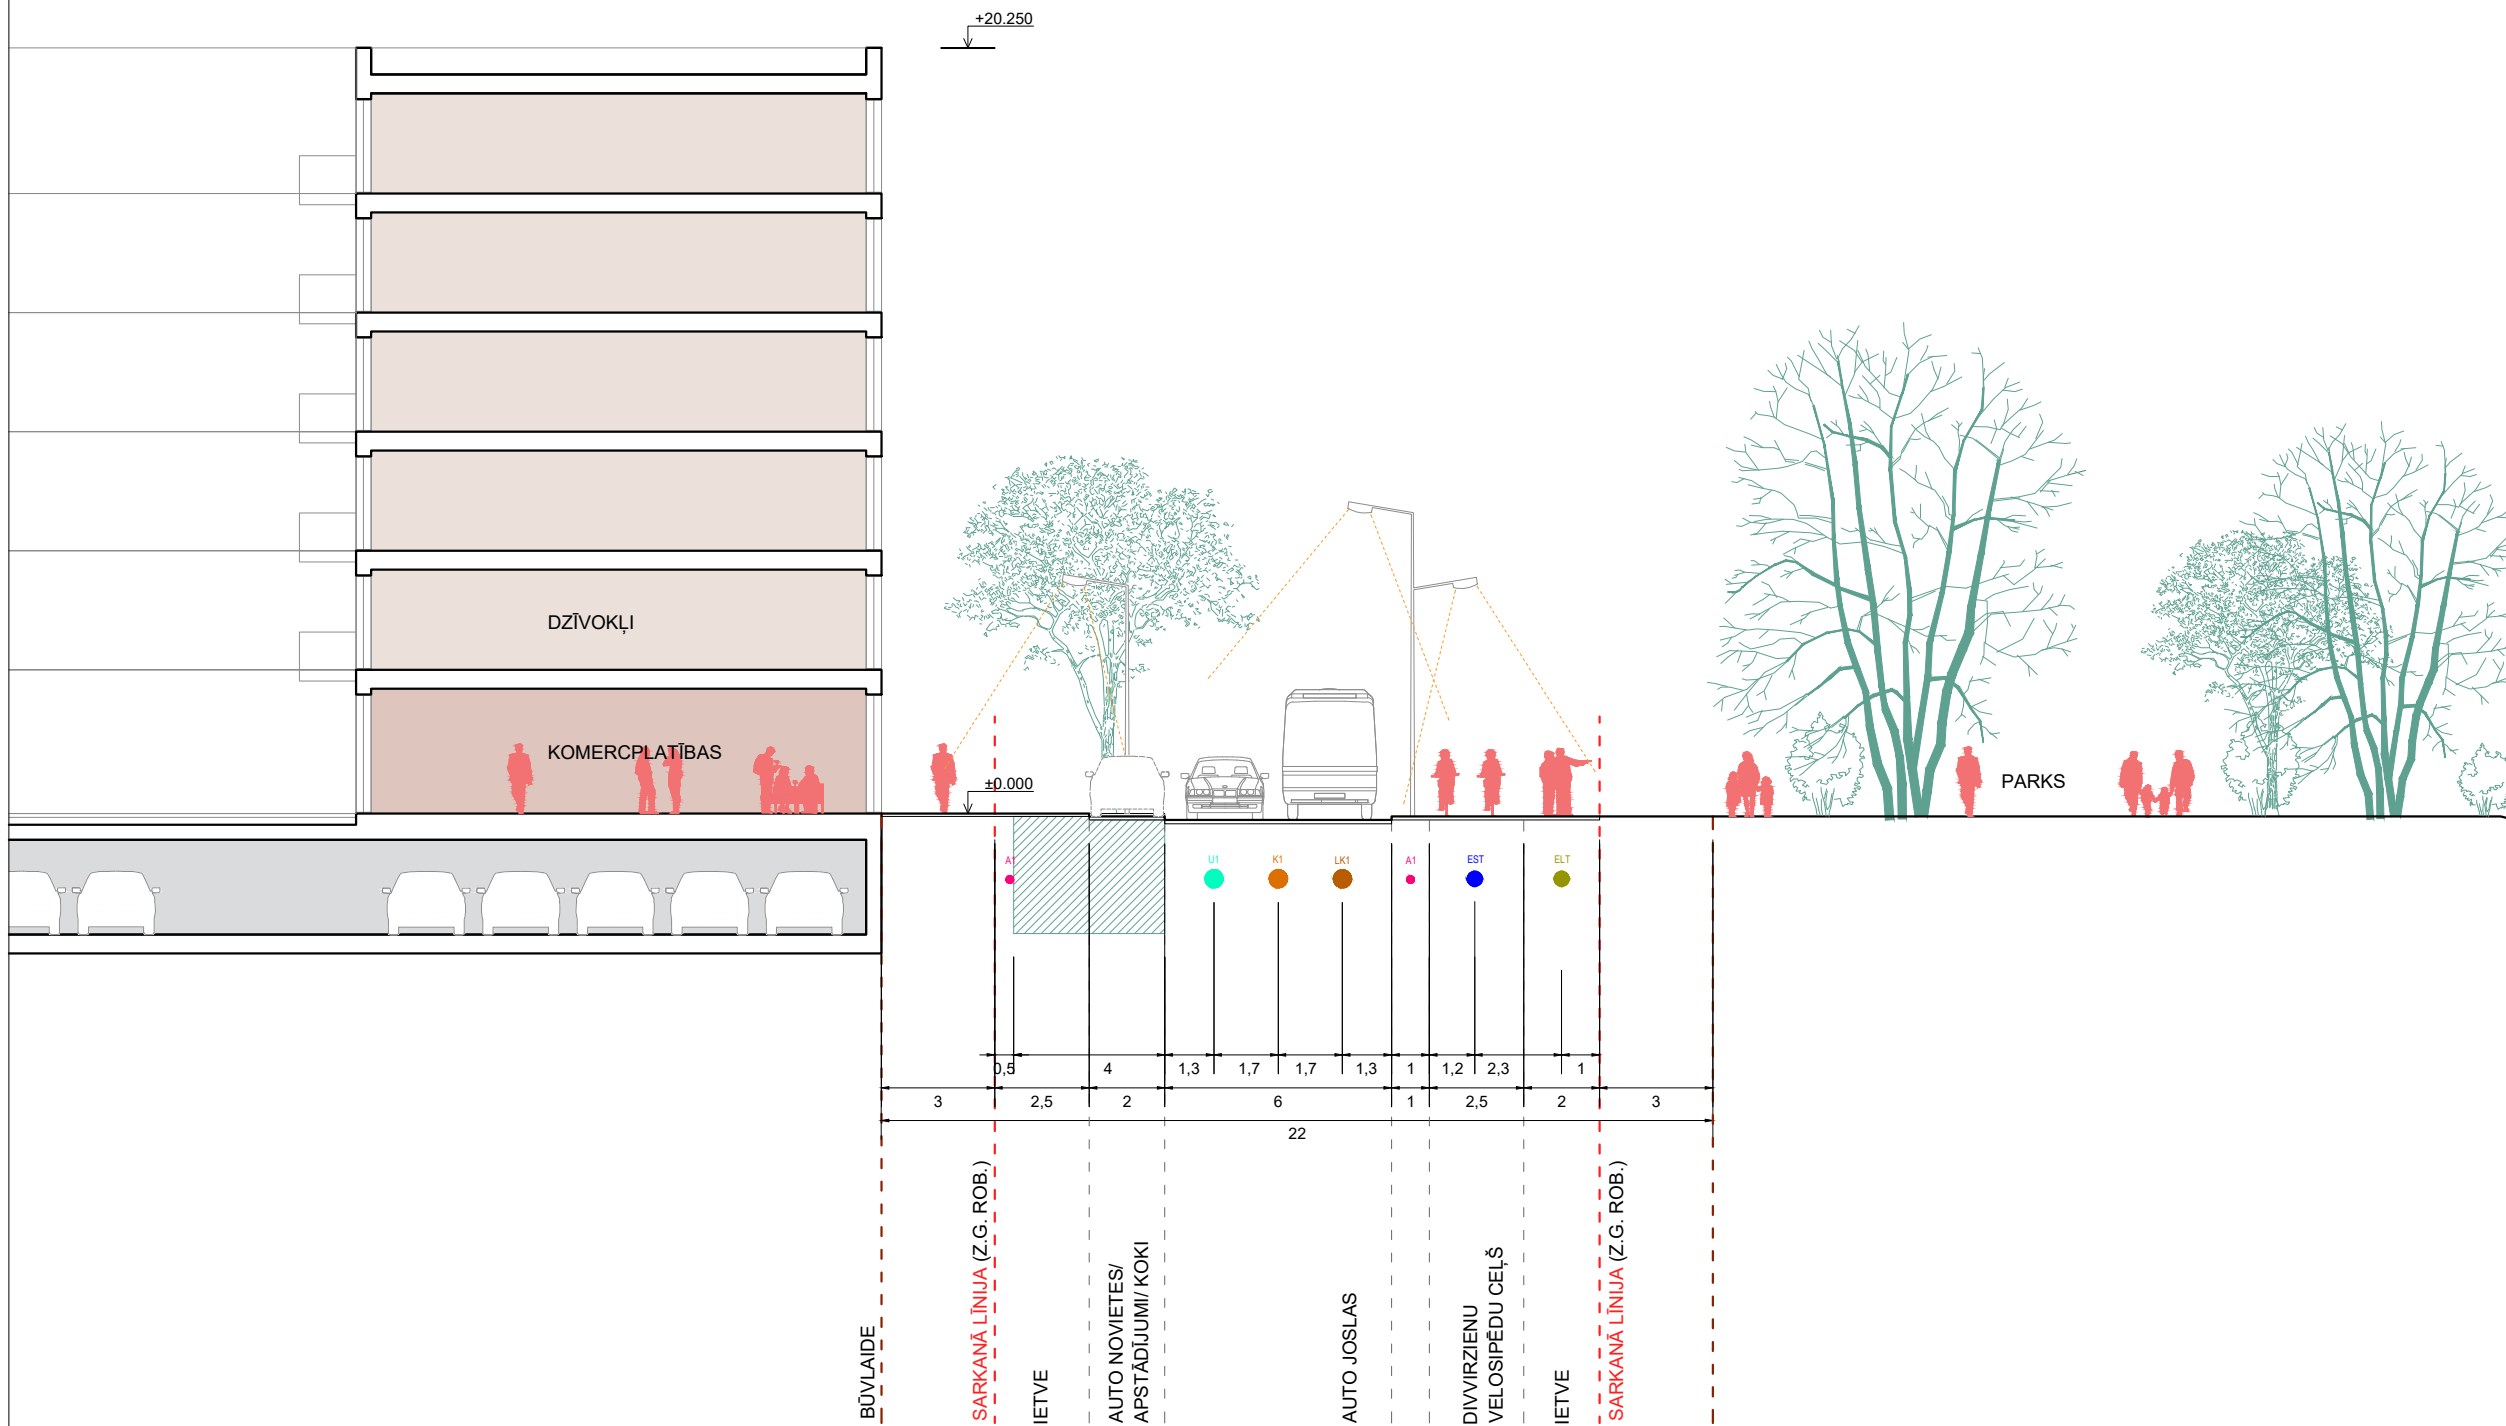 +20.250
DZĪVOKĻI
KOMERCPLATĪBAS
±0.000
PARKS
A1
U1
K1
LK1
A1
EST
ELT
0,5
4
1,3
1,7
1,7
1,3
1
1,2
2,3
1
3
2,5
2
6
1
2,5
2
3
22
BŪVLAIDE
SARKANĀ LĪNIJA (Z.G. ROB.)
IETVE
AUTO NOVIETES/
APSTĀDĪJUMI/ KOKI
AUTO JOSLAS
DIVVIRZIENU
VELOSIPĒDU CEĻŠ
IETVE
SARKANĀ LĪNIJA (Z.G. ROB.)